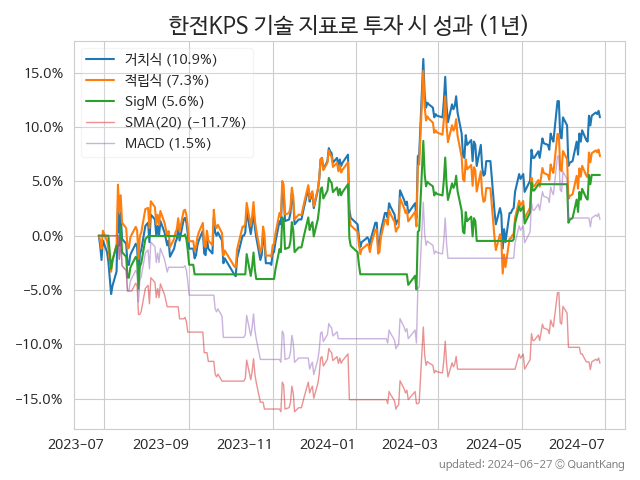 한전KPS 기술 지표로 투자 시 성과 (1년)
거치식 (10.9%)
적립식 (7.3%)
SigM (5.6%)
SMA(20) (−11.7%)
MACD (1.5%)
15.0%
10.0%
5.0%
0.0%
−5.0%
−10.0%
−15.0%
2023-07 2023-09 2023-11 2024-01 2024-03 2024-05 2024-07
updated: 2024-06-27 © QuantKang